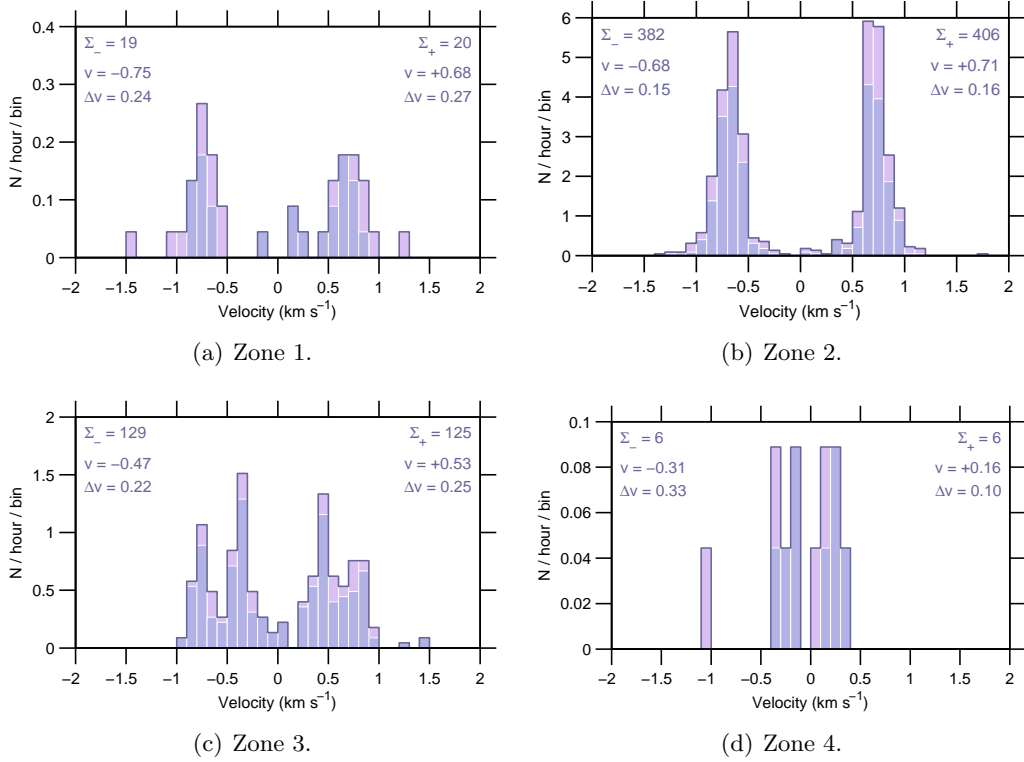 0.4
0.3
0.2
0.1
0
N / hour / bin
Σ− = 19
v = −0.75
Δv = 0.24
Σ+ = 20
v = +0.68
Δv = 0.27
−2 −1.5 −1 −0.5 0 0.5 1 1.5 2
Velocity (km s−1)
(a) Zone 1.
6
5
4
3
2
1
0
N / hour / bin
Σ− = 382
v = −0.68
Δv = 0.15
Σ+ = 406
v = +0.71
Δv = 0.16
−2 −1.5 −1 −0.5 0 0.5 1 1.5 2
Velocity (km s−1)
(b) Zone 2.
2
1.5
1
0.5
0
N / hour / bin
Σ− = 129
v = −0.47
Δv = 0.22
Σ+ = 125
v = +0.53
Δv = 0.25
−2 −1.5 −1 −0.5 0 0.5 1 1.5 2
Velocity (km s−1)
(c) Zone 3.
0.1
0.08
0.06
0.04
0.02
0
N / hour / bin
Σ− = 6
v = −0.31
Δv = 0.33
Σ+ = 6
v = +0.16
Δv = 0.10
−2 −1.5 −1 −0.5 0 0.5 1 1.5 2
Velocity (km s−1)
(d) Zone 4.